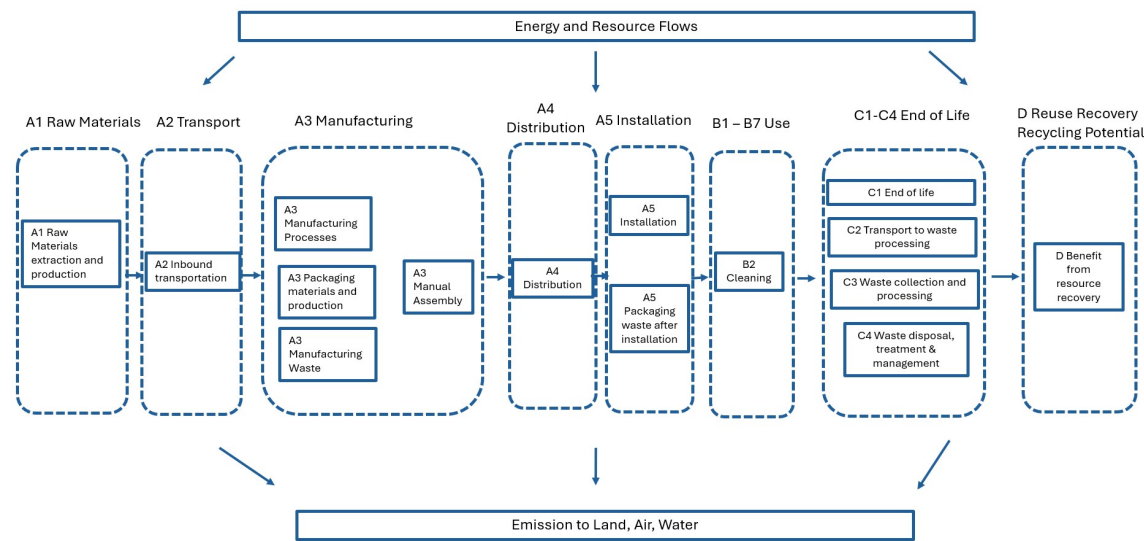 Energy and Resource Flows
A1 Raw Materials
A2 Transport
A3 Manufacturing
A4
Distribution
A5 Installation
B1 – B7 Use
C1-C4 End of Life
D Reuse Recovery
Recycling Potential
A1 Raw
Materials
extraction and
production
A2 Inbound
transportation
A3
Manufacturing
Processes
A3 Packaging
materials and
production
A3
Manufacturing
Waste
A3
Manual
Assembly
A4
Distribution
A5
Installation
A5
Packaging
waste after
installation
B2
Cleaning
C1 End of life
C2 Transport to waste
processing
C3 Waste collection and
processing
C4 Waste disposal,
treatment &
management
D Benefit
from
resource
recovery
Emission to Land, Air, Water